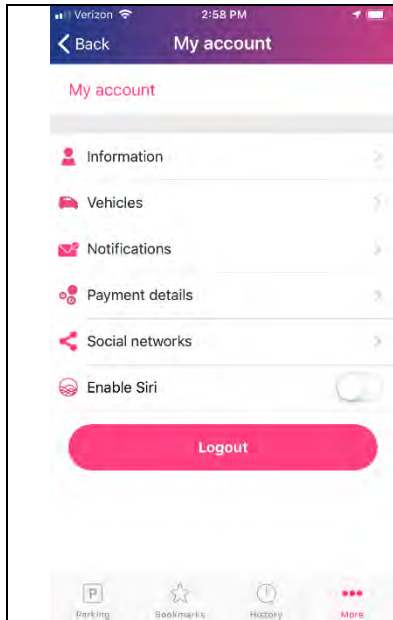 Verizon 2:58 PM
Back My account
My account
Information
Vehicles
Notifications
Payment details
Social networks
Enable Siri
Logout
P
Parking Bookmarks History More